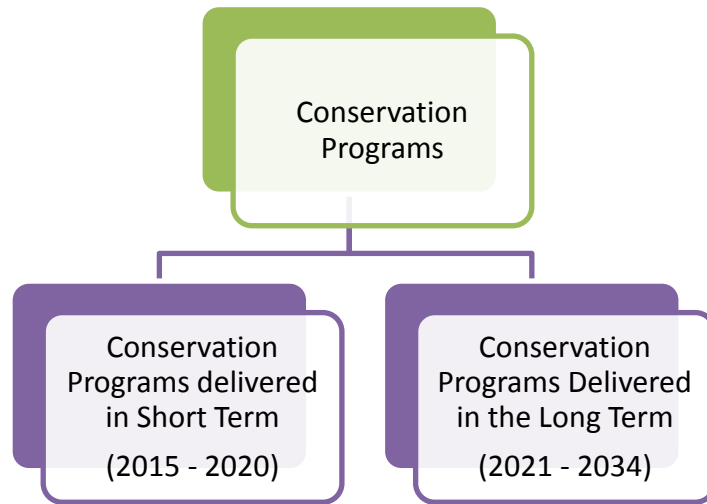 Conservation
Programs
Conservation
Programs delivered
in Short Term
(2015 - 2020)
Conservation
Programs Delivered
in the Long Term
(2021 - 2034)